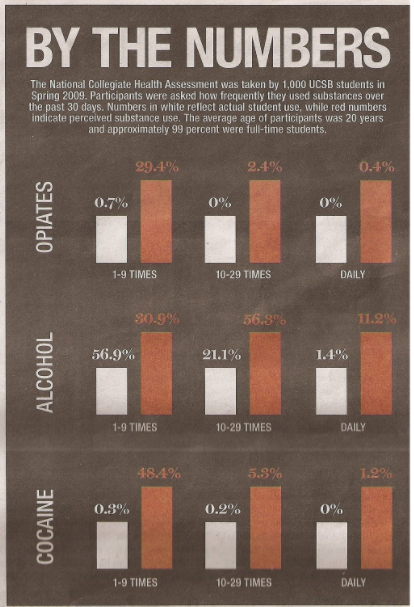 BY THE NUMBERS
The National Collegiate Health Assessment was taken by 1,000 UCSB students in
Spring 2009. Participants were asked how frequently they used substances over
the past 30 days. Numbers in white reflect actual student use, while red numbers
indicate perceived substance use. The average age of participants was 20 years
and approximately 99 percent were full-time students.
OPIATES
0.7% 29.4% 0% 2.4% 0% 0.4%
1-9 TIMES 10-29 TIMES DAILY
ALCOHOL
56.9% 30.9% 21.1% 56.3% 1.4% 11.2%
1-9 TIMES 10-29 TIMES DAILY
COCAINE
0.3% 48.4% 0.2% 5.3% 0% 1.2%
1-9 TIMES 10-29 TIMES DAILY